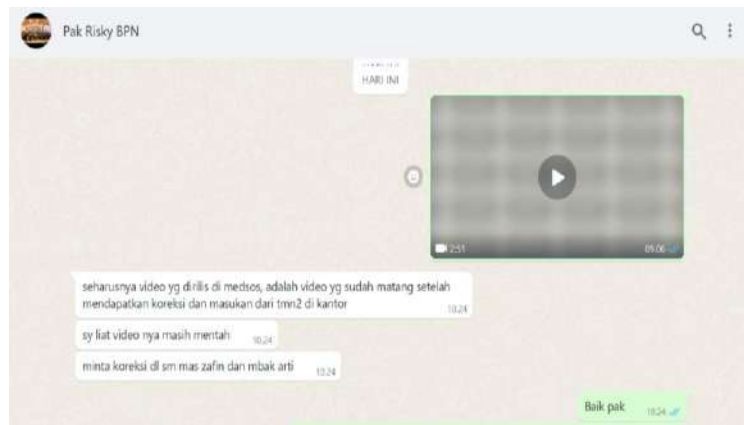 Pak Risky BPN
HARI INI
2:51
09.06
seharusnya video yg dirilis di medsos, adalah video yg sudah matang setelah
mendapatkan koreksi dan masukan dari tmn2 di kantor
10.24
sy liat video nya masih mentah
10.24
minta koreksi dl sm mas zafin dan mbak arti
10.24
Baik pak
10.24